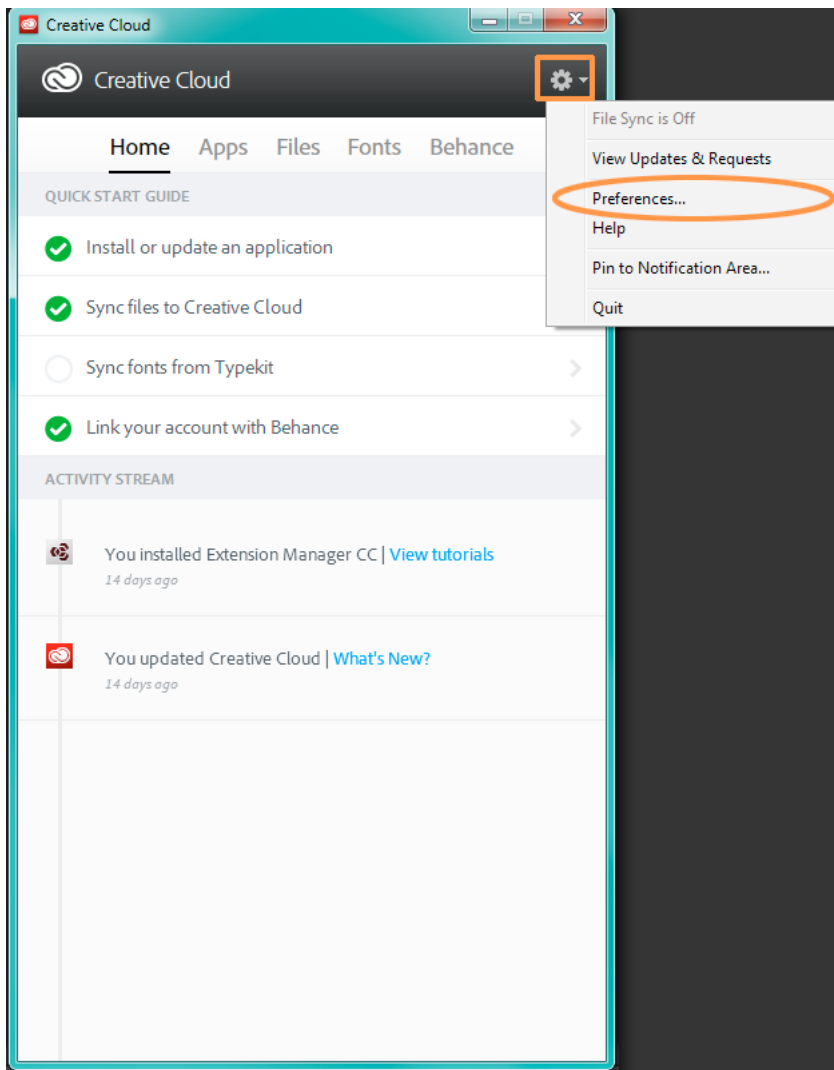 Creative Cloud
Creative Cloud
File Sync is Off
Home Apps Files Fonts Behance
View Updates & Requests
QUICK START GUIDE
Preferences...
Help
Install or update an application
Pin to Notification Area...
Sync files to Creative Cloud
Quit
Sync fonts from Typekit
Link your account with Behance
ACTIVITY STREAM
You installed Extension Manager CC | View tutorials
14 days ago
You updated Creative Cloud | What's New?
14 days ago